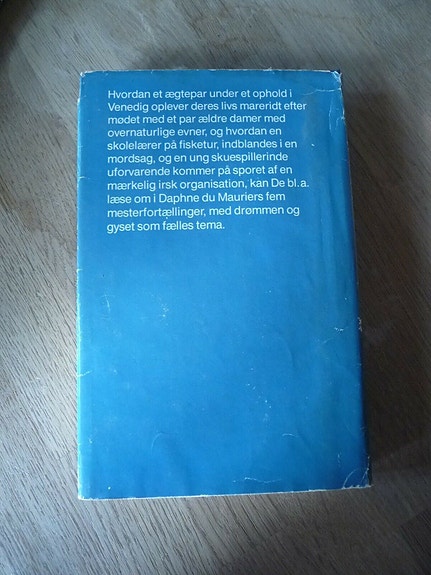 Hvordan et ægtepar under et ophold i
Venedig oplever deres livs mareridt efter
mødet med et par ældre damer med
overnaturlige evner, og hvordan en
skolelærer på fisketur, indblandes i en
mordsag, og en ung skuespillerinde
uforvarende kommer på sporet af en
mærkelig irsk organisation, kan De bl.a.
læse om i Daphne du Mauriers fem
mesterfortællinger, med drømmen og
gyset som fælles tema.